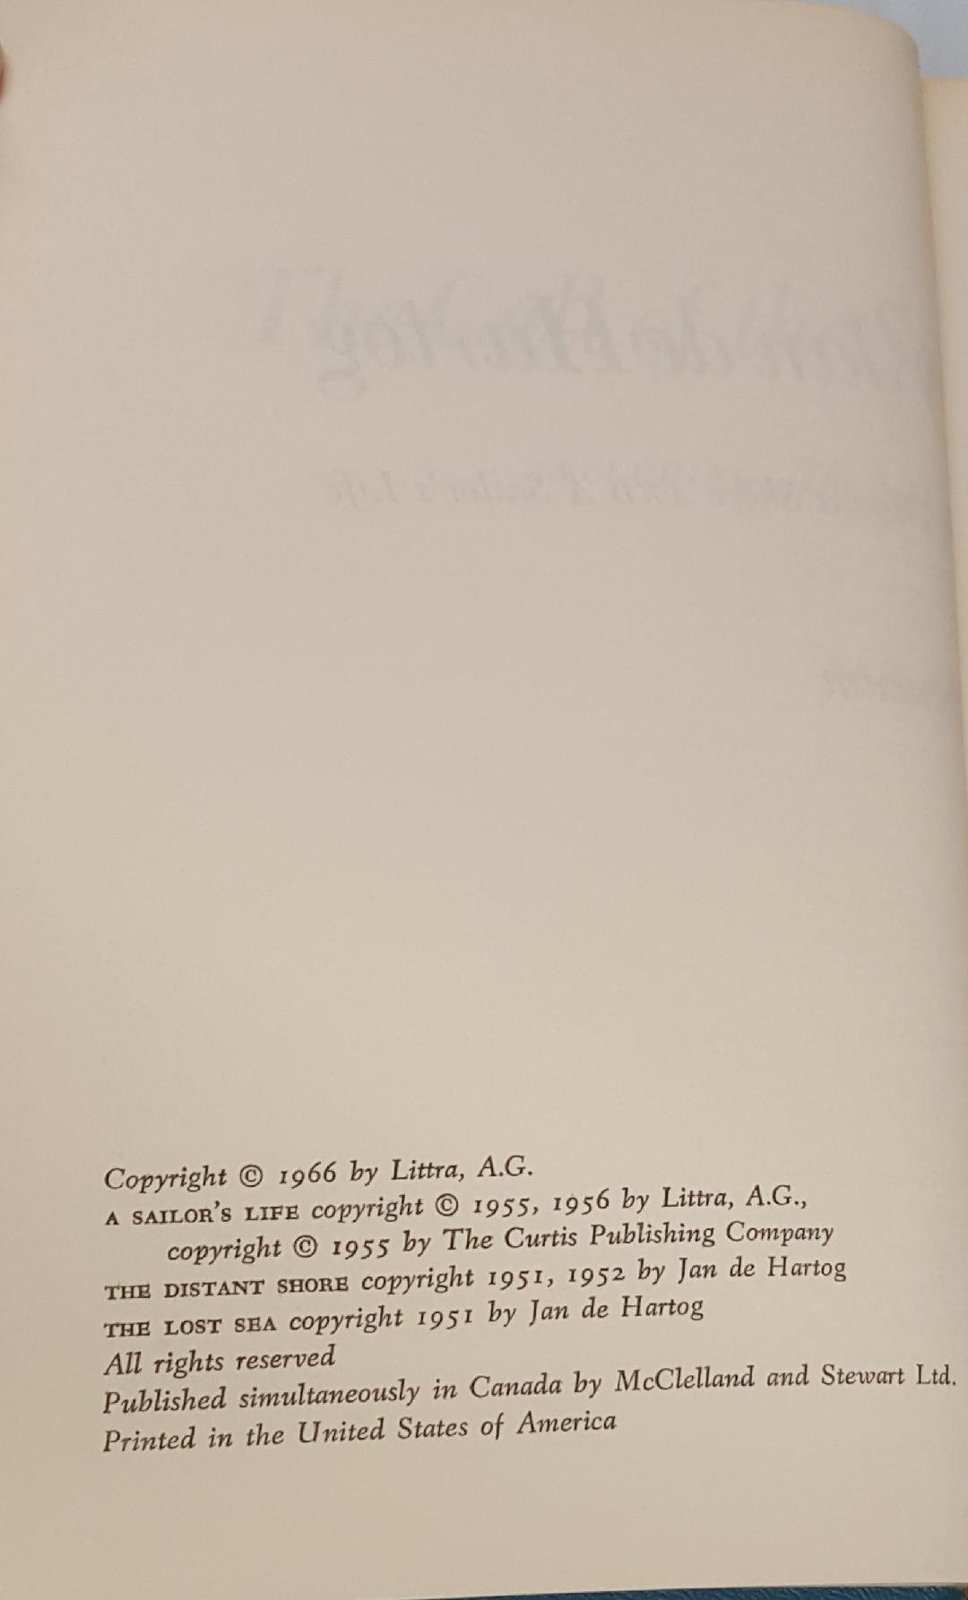 Copyright © 1966 by Littra, A.G.
A SAILOR'S LIFE copyright © 1955, 1956 by Littra, A.G.,
copyright © 1955 by The Curtis Publishing Company
THE DISTANT SHORE copyright 1951, 1952 by Jan de Hartog
THE LOST SEA copyright 1951 by Jan de Hartog
All rights reserved
Published simultaneously in Canada by McClelland and Stewart Ltd.
Printed in the United States of America